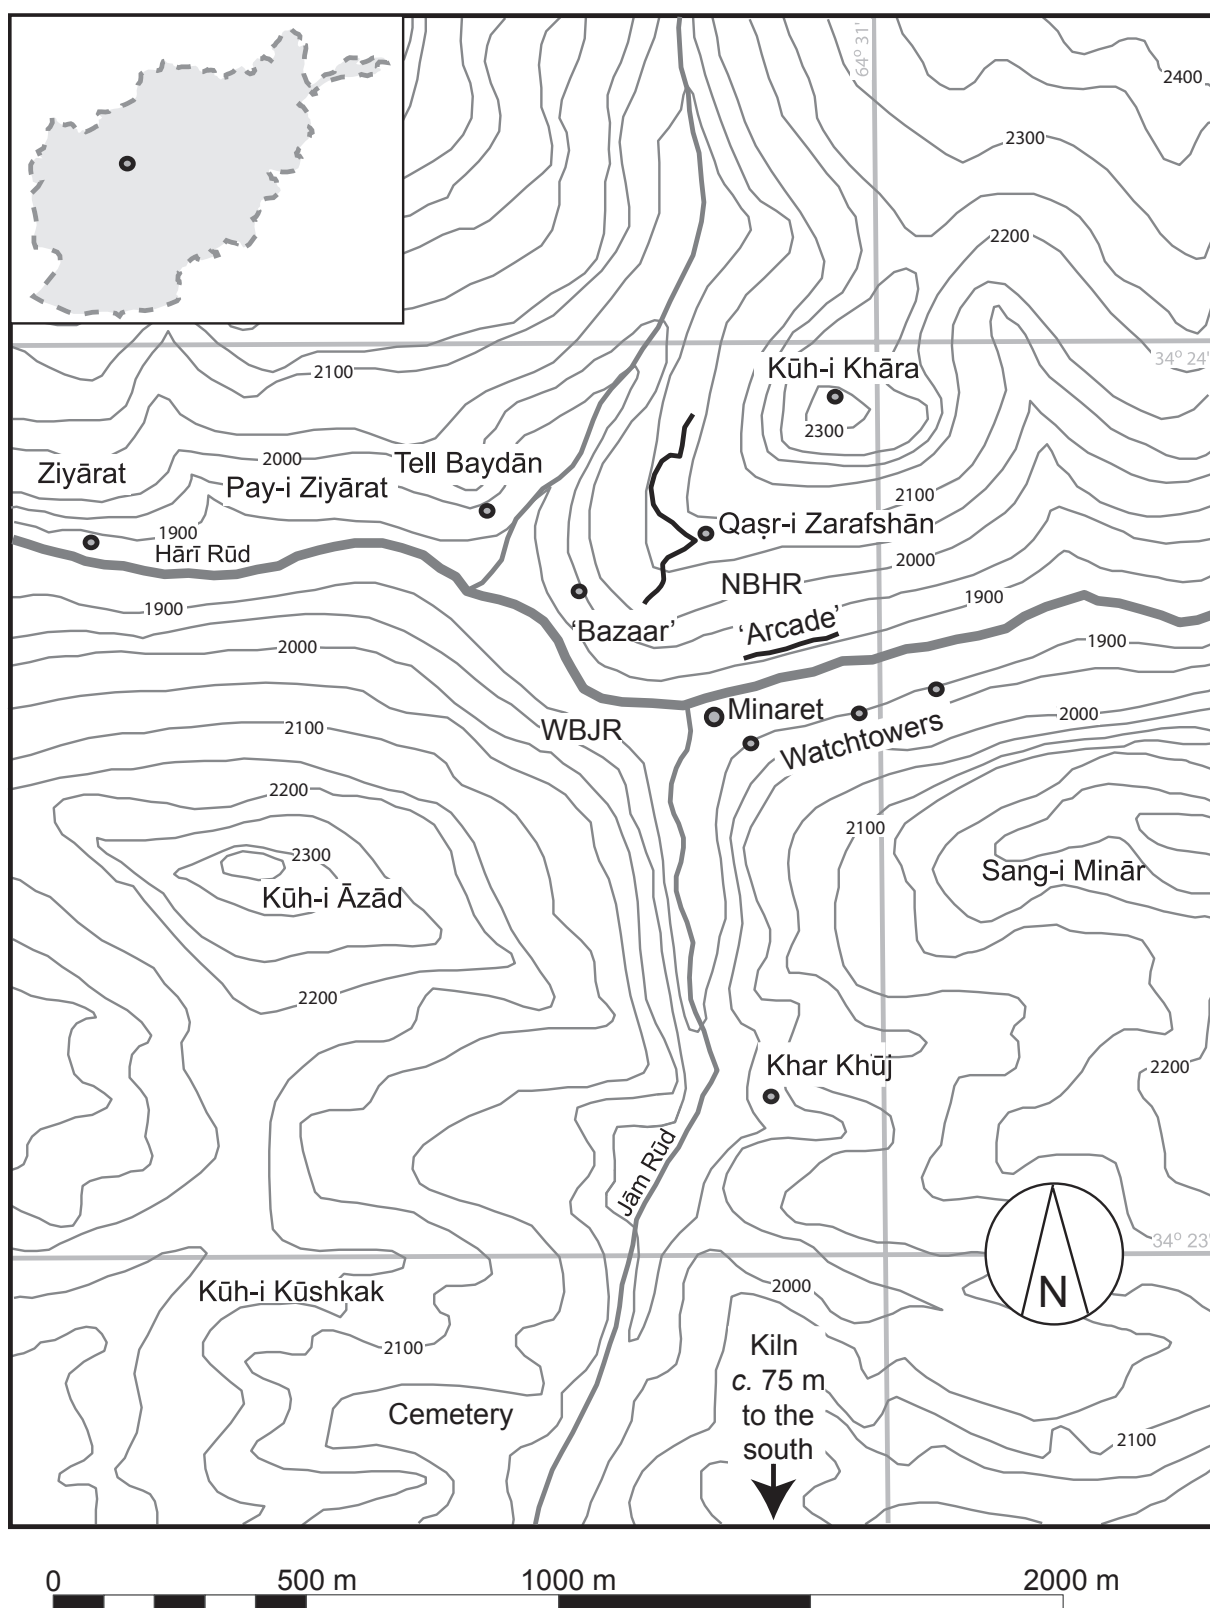 64° 31'
2400
2300
2200
34° 24'
Kūh-i Khāra
2100
2300
Tell Baydān
2000
Ziyārat
Pay-i Ziyārat
2100
Qaṣr-i Zarafshān
1900
Hārī Rūd
2000
NBHR
1900
1900
'Bazaar'
'Arcade'
2000
1900
Minaret
2000
WBJR
2100
Watchtowers
2200
2100
2300
Sang-i Minār
Kūh-i Āzād
2200
Khar Khūj
2200
Jām Rūd
34° 23'
Kūh-i Kūshkak
2000
N
2100
Kiln
c. 75 m
to the
south
Cemetery
2100
0 500 m 1000 m 2000 m